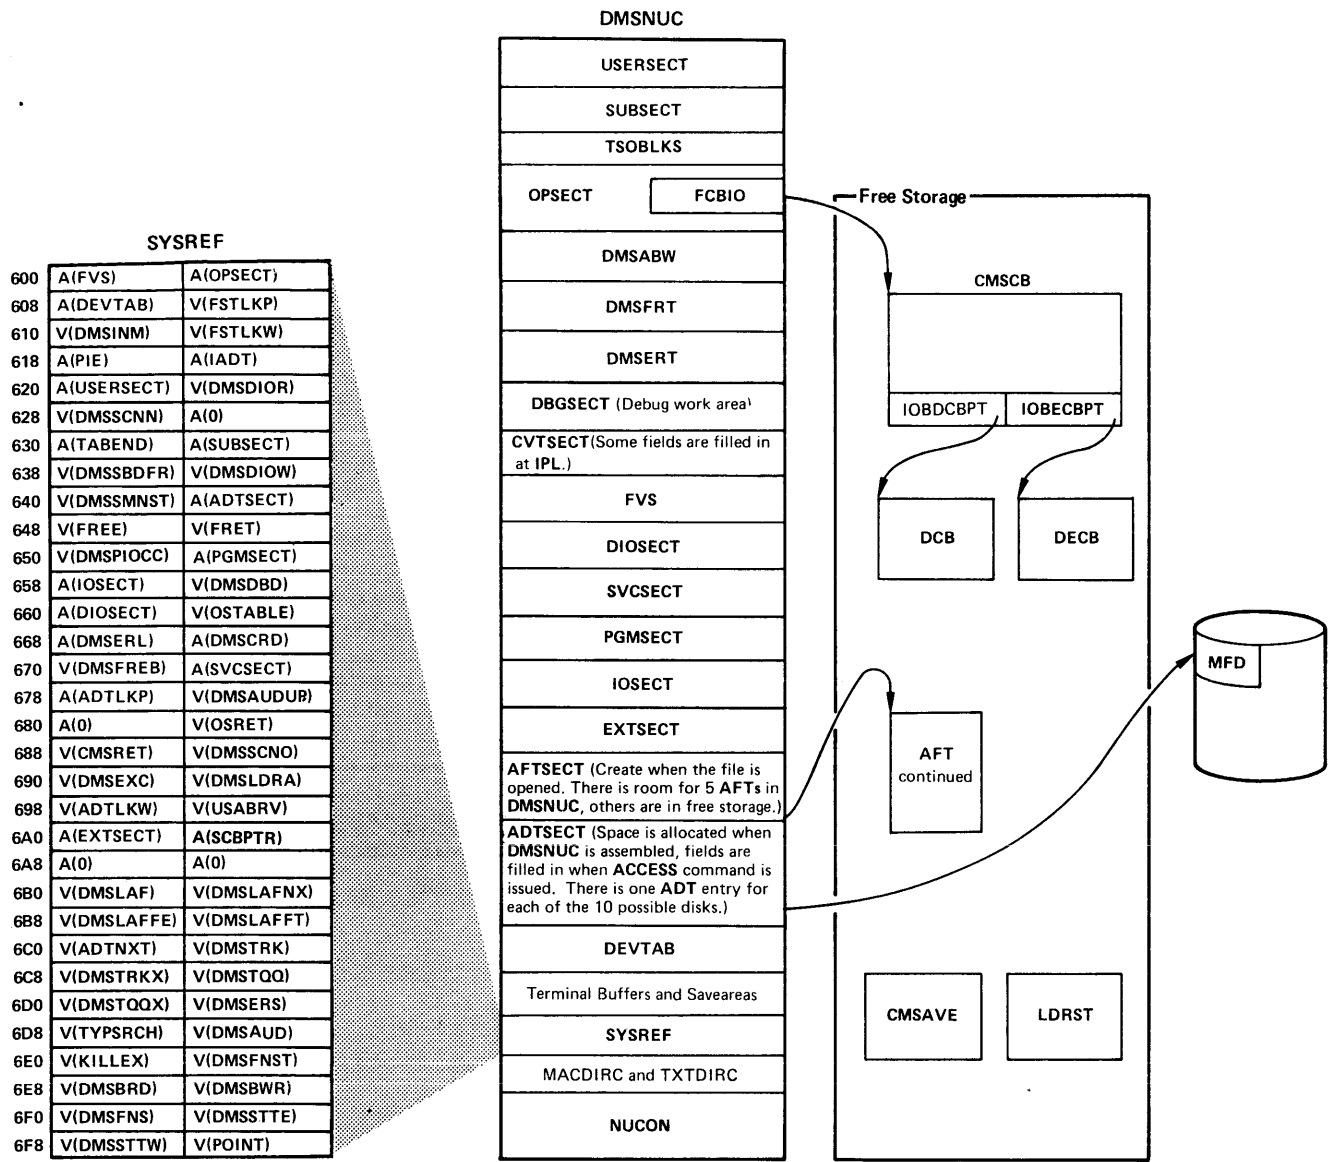 DMSNUC
USERSECT
SUBSECT
TSOBLKS
OPSECT FCBIO
DMSABW
DMSFRT
DMSERT
DBGSECT (Debug work area)
CVTSECT(Some fields are filled in
at IPL.)
FVS
DIOSECT
SVCSECT
PGMSECT
IOSECT
EXTSECT
AFTSECT (Create when the file is
opened. There is room for 5 AFTs in
DMSNUC, others are in free storage.)
ADTSECT (Space is allocated when
DMSNUC is assembled, fields are
filled in when ACCESS command is
issued. There is one ADT entry for
each of the 10 possible disks.)
DEVTAB
Terminal Buffers and Saveareas
SYSREF
MACDIRC and TXTDIRC
NUCON
SYSREF
600 A(FVS) A(OPSECT)
608 A(DEVTAB) V(FSTLKP)
610 V(DMSINM) V(FSTLKW)
618 A(PIE) A(IADT)
620 A(USERSECT) V(DMSDIOR)
628 V(DMSSCNN) A(0)
630 A(TABEND) A(SUBSECT)
638 V(DMSSBDFR) V(DMSDIOW)
640 V(DMSSMNST) A(ADTSECT)
648 V(FREE) V(FRET)
650 V(DMSPIOCC) A(PGMSECT)
658 A(IOSECT) V(DMSDBD)
660 A(DIOSECT) V(OSTABLE)
668 A(DMSERL) A(DMSCRD)
670 V(DMSFREB) A(SVCSECT)
678 A(ADTLKP) V(DMSAUDUP)
680 A(0) V(OSRET)
688 V(CMSRET) V(DMSSCNO)
690 V(DMSEXC) V(DMSLDRA)
698 V(ADTLKW) V(USABRV)
6A0 A(EXTSECT) A(SCBPTR)
6A8 A(0) A(0)
6B0 V(DMSLAF) V(DMSLAFNX)
6B8 V(DMSLAFFE) V(DMSLAFFT)
6C0 V(ADTNXT) V(DMSTRK)
6C8 V(DMSTRKX) V(DMSTQQ)
6D0 V(DMSTQQX) V(DMSERS)
6D8 V(TYPSRCH) V(DMSAUD)
6E0 V(KILLEX) V(DMSFNST)
6E8 V(DMSBRD) V(DMSBWR)
6F0 V(DMSFNS) V(DMSSTTE)
6F8 V(DMSSTTW) V(POINT)
Free Storage
CMSCB
IOBDCBPT IOBECBPT
DCB DECB
AFT
continued
CMSAVE LDRST
MFD